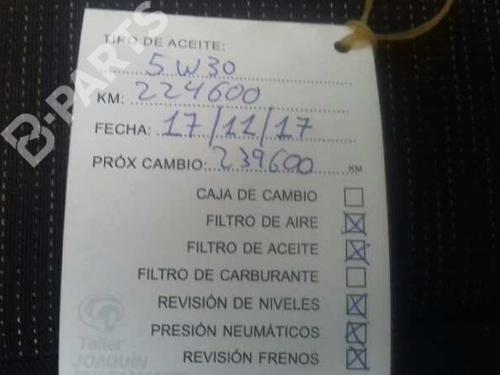 B-PARTS
TIPO DE ACEITE:
5W30
KM: 224600
FECHA: 17/11/17
PRÓX CAMBIO: 239600 KM
CAJA DE CAMBIO
FILTRO DE AIRE
FILTRO DE ACEITE
FILTRO DE CARBURANTE
REVISIÓN DE NIVELES
PRESIÓN NEUMÁTICOS
REVISIÓN FRENOS
Taller
JOAQUÍN